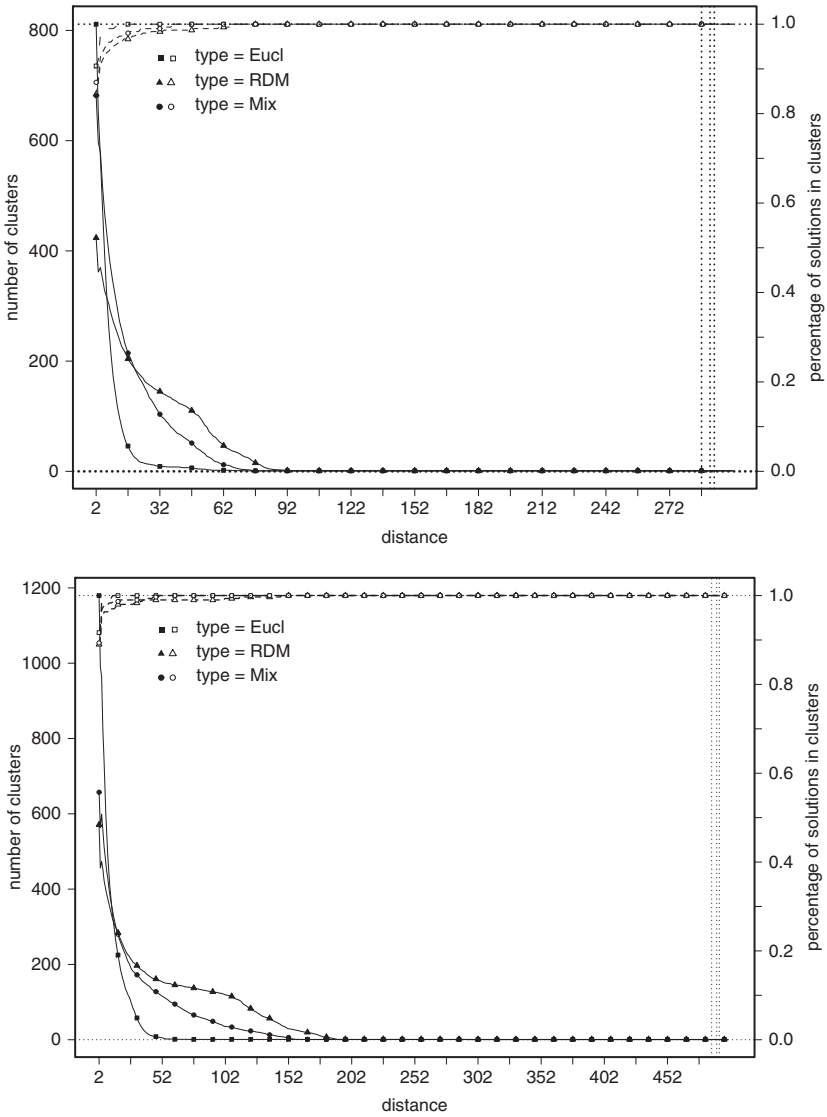 800
600
400
200
0
number of clusters
type = Eucl
type = RDM
type = Mix
1.0
0.8
0.6
0.4
0.2
0.0
percentage of solutions in clusters
2 32 62 92 122 152 182 212 242 272
distance
1200
1000
800
600
400
200
0
number of clusters
type = Eucl
type = RDM
type = Mix
1.0
0.8
0.6
0.4
0.2
0.0
percentage of solutions in clusters
2 52 102 152 202 252 302 352 402 452
distance